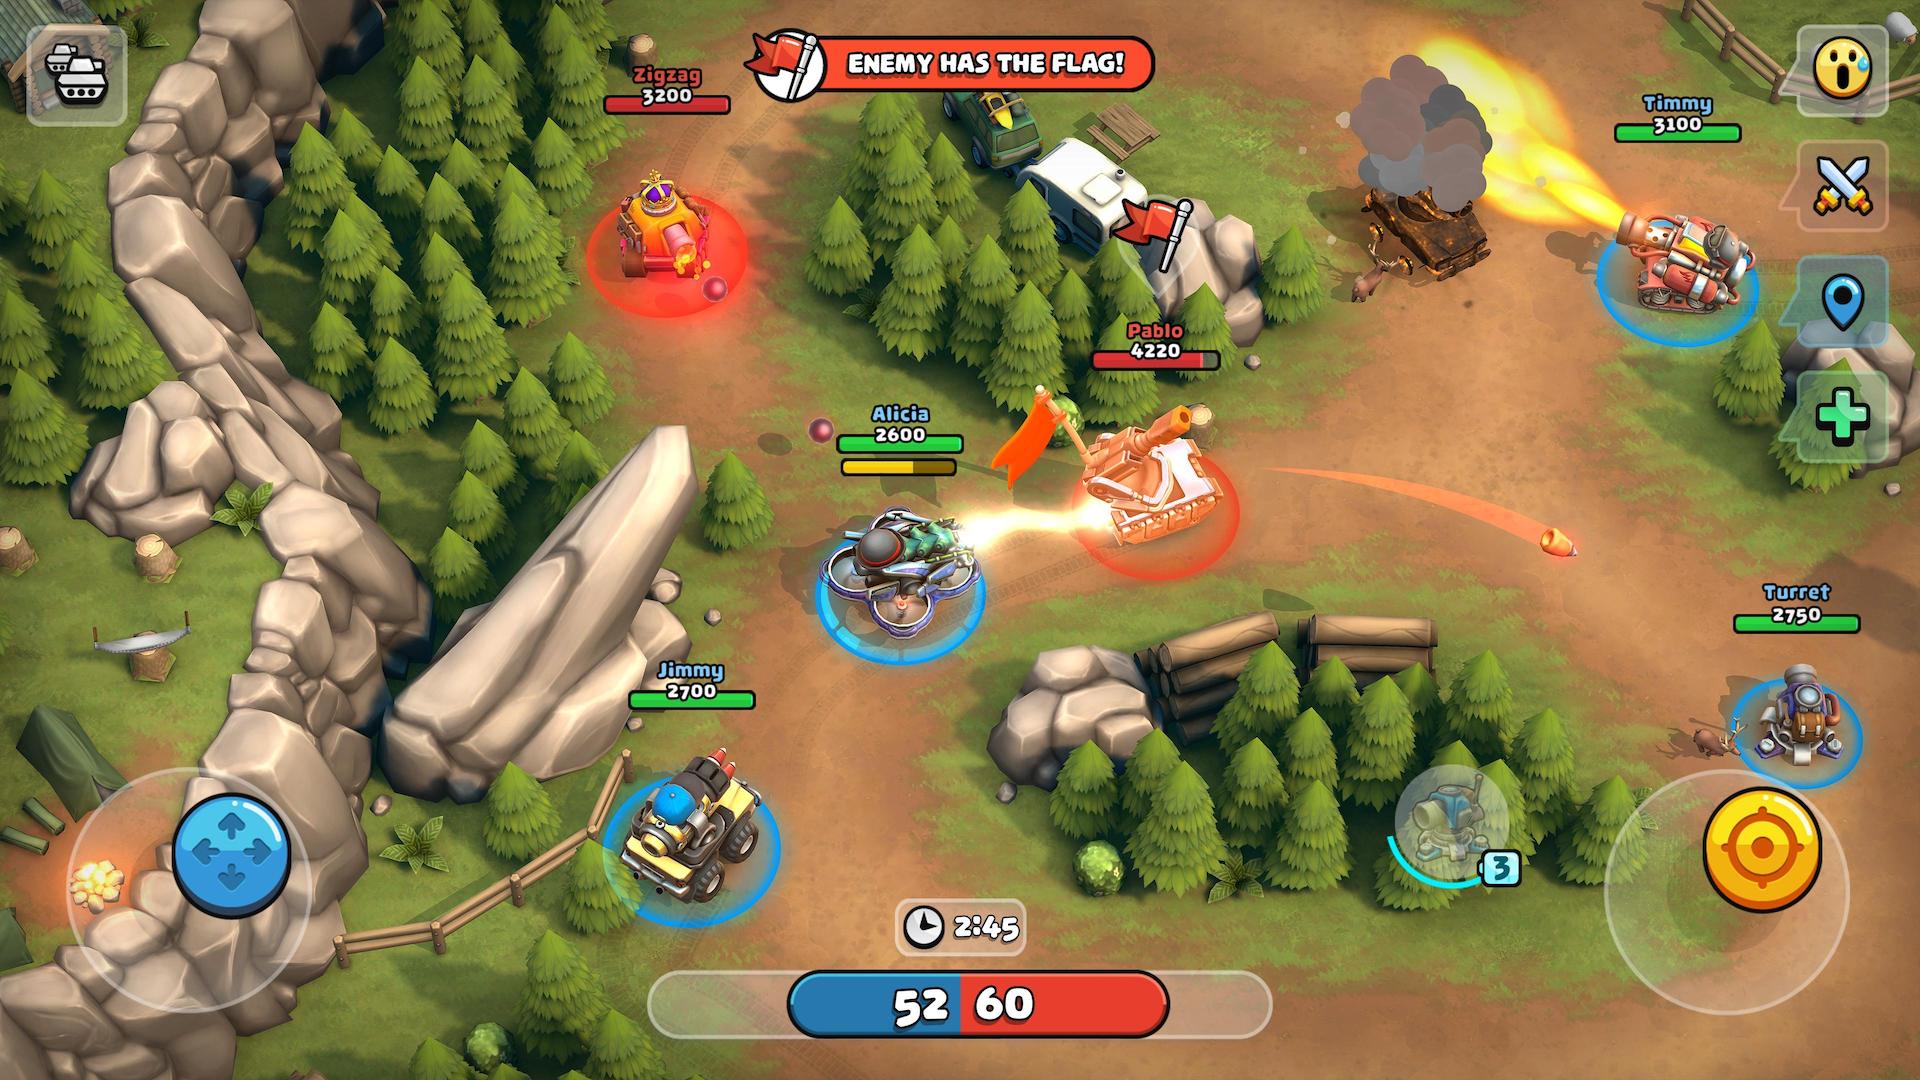 ENEMY HAS THE FLAG!
Zigzag
3200
Timmy
3100
Pablo
4220
Alicia
2600
Turret
2750
Jimmy
2700
3
2:45
52 60